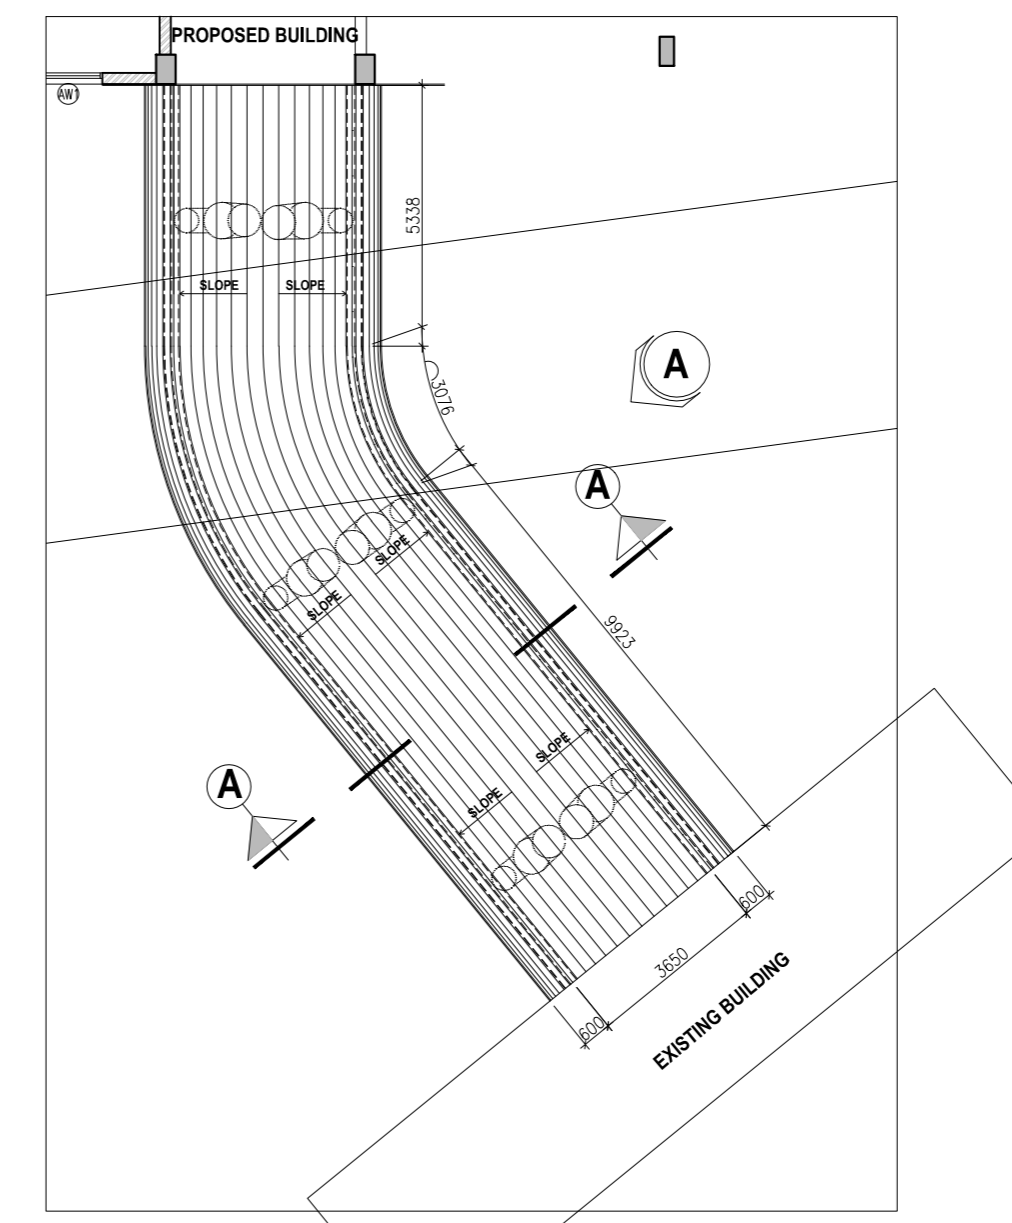 PROPOSED BUILDING
AW1
5338
SLOPE SLOPE
3076
A
A
SLOPE
SLOPE
9923
SLOPE
A
SLOPE
600
3650
600
EXISTING BUILDING